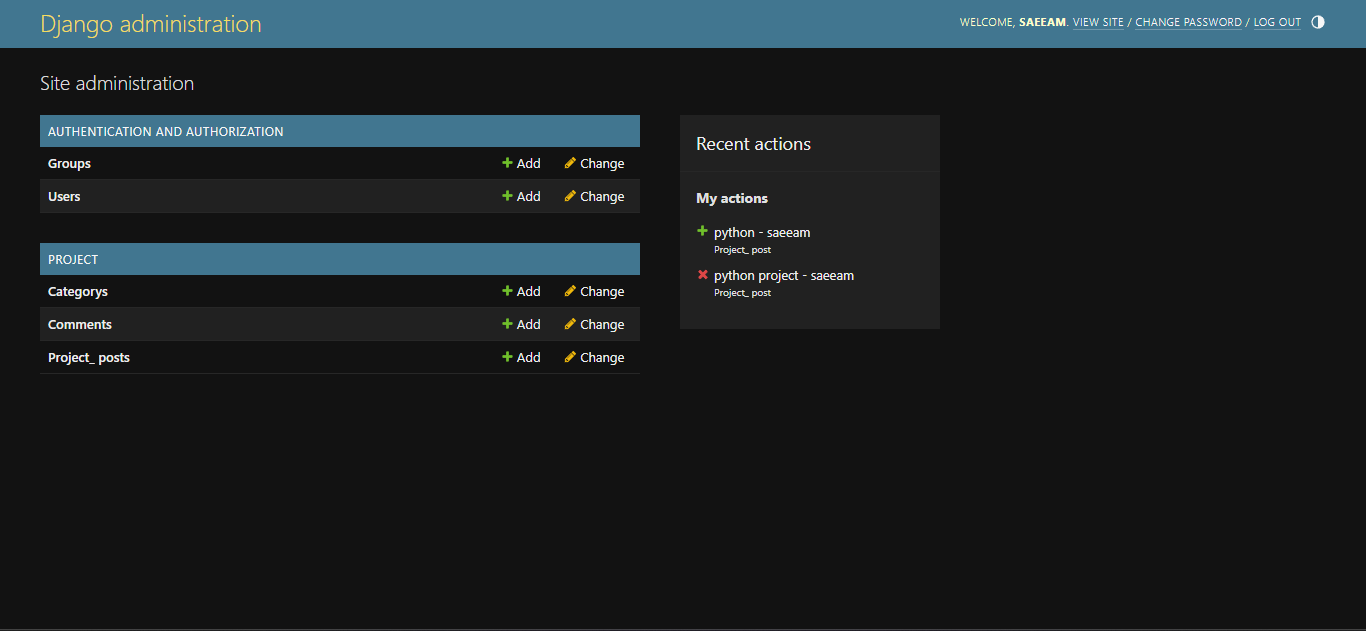 Django administration
WELCOME, SAEEAM. VIEW SITE / CHANGE PASSWORD / LOG OUT
Site administration
AUTHENTICATION AND AUTHORIZATION
Groups Add Change
Users Add Change
PROJECT
Categorys Add Change
Comments Add Change
Project_ posts Add Change
Recent actions
My actions
python - saeeam
Project_ post
python project - saeeam
Project_ post